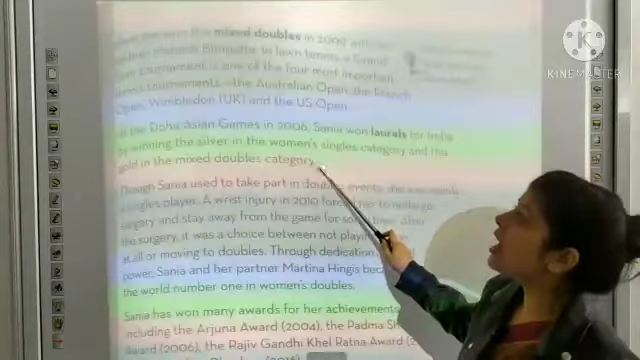 she won the mixed doubles in 2009 with
partner Mahesh Bhupathi. In lawn tennis, a Grand
tournament is one of the four most important
tennis tournaments—the Australian Open, the French
Open, Wimbledon (UK) and the US Open.
At the Doha Asian Games in 2006, Sania won laurels for India
by winning the silver in the women's singles category and the
gold in the mixed doubles category.
Though Sania used to take part in doubles events, she was mainly
a singles player. A wrist injury in 2010 forced her to undergo
surgery and stay away from the game for some time. After
the surgery, it was a choice between not playing
at all or moving to doubles. Through dedication
power, Sania and her partner Martina Hingis
the world number one in women's doubles.
Sania has won many awards for her achievements
including the Arjuna Award (2004), the Padma
Award (2006), the Rajiv Gandhi Khel Ratna Award
KINEMASTER